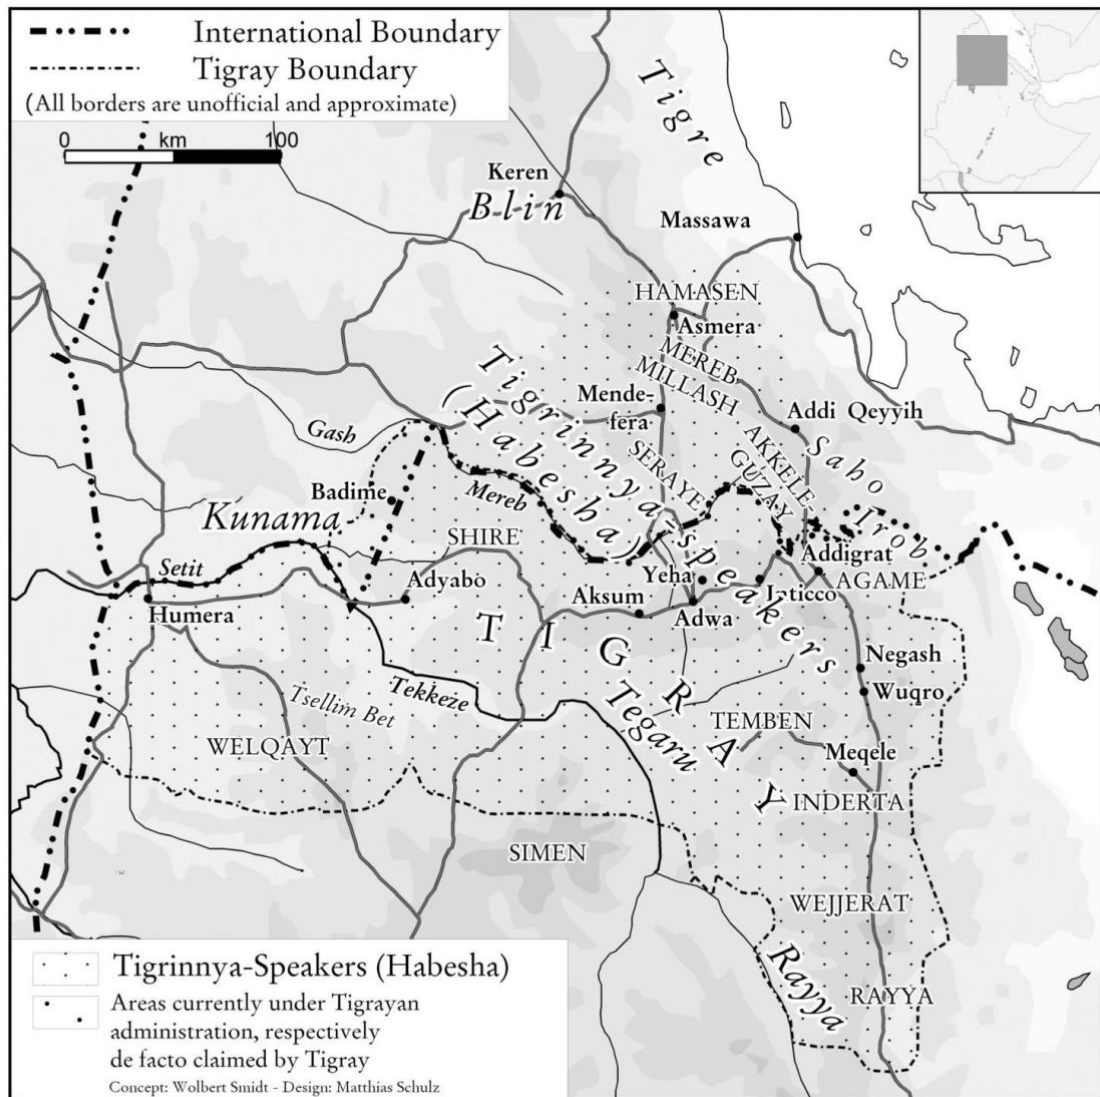 International Boundary
Tigray Boundary
(All borders are unofficial and approximate)
0 km 100
Tigre
Keren
Blin
Massawa
HAMASEN
Asmera
MEREB
MILLASH
Tigrinnya-speakers
(Habesha)
Mende-
fera
Addi Qeyyih
Gash
SERAYE
AKKELE
GUZAY
Saho
Badime
Mereb
Kunama
Irob
SHIRE
Addigrat
Setit
Yeha
AGAME
Adyabo
Aksum
Humera
Adwa
TIGRAY
Negash
Tekkeze
Wuqro
Tsellim Bet
Tegaru
TEMBEN
WELQAYT
Meqele
INDERTA
SIMEN
WEJJERAT
Rayya
RAYYA
Tigrinnya-Speakers (Habesha)
Areas currently under Tigrayan
administration, respectively
de facto claimed by Tigray
Concept: Wolbert Smidt - Design: Matthias Schulz